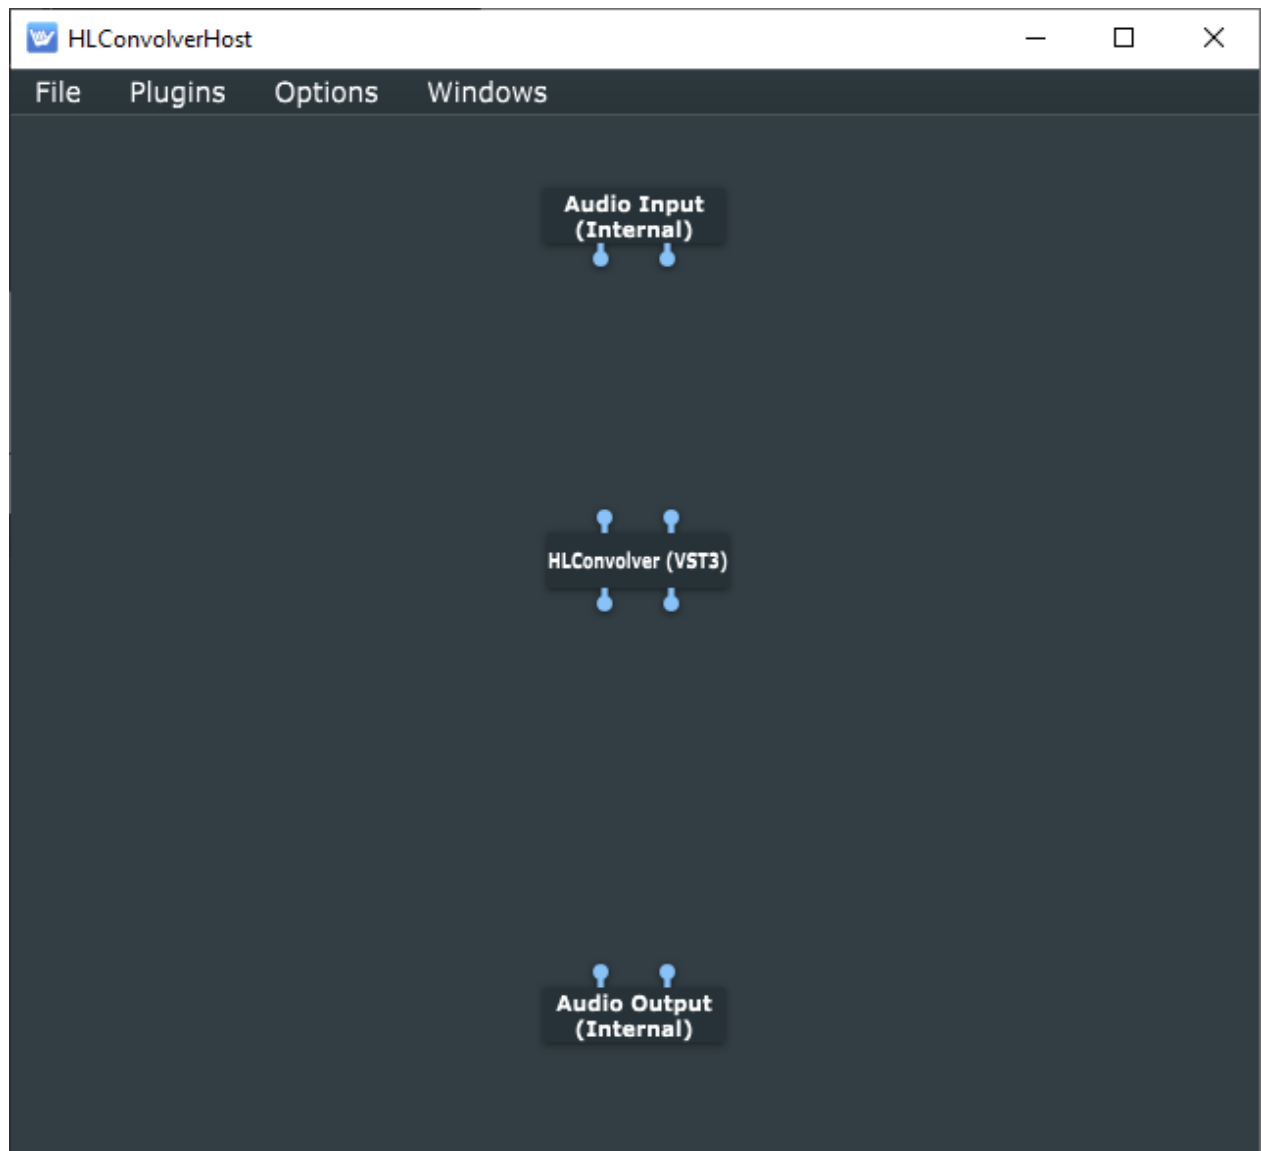 HLConvolverHost
File Plugins Options Windows
Audio Input
(Internal)
HLConvolver (VST3)
Audio Output
(Internal)